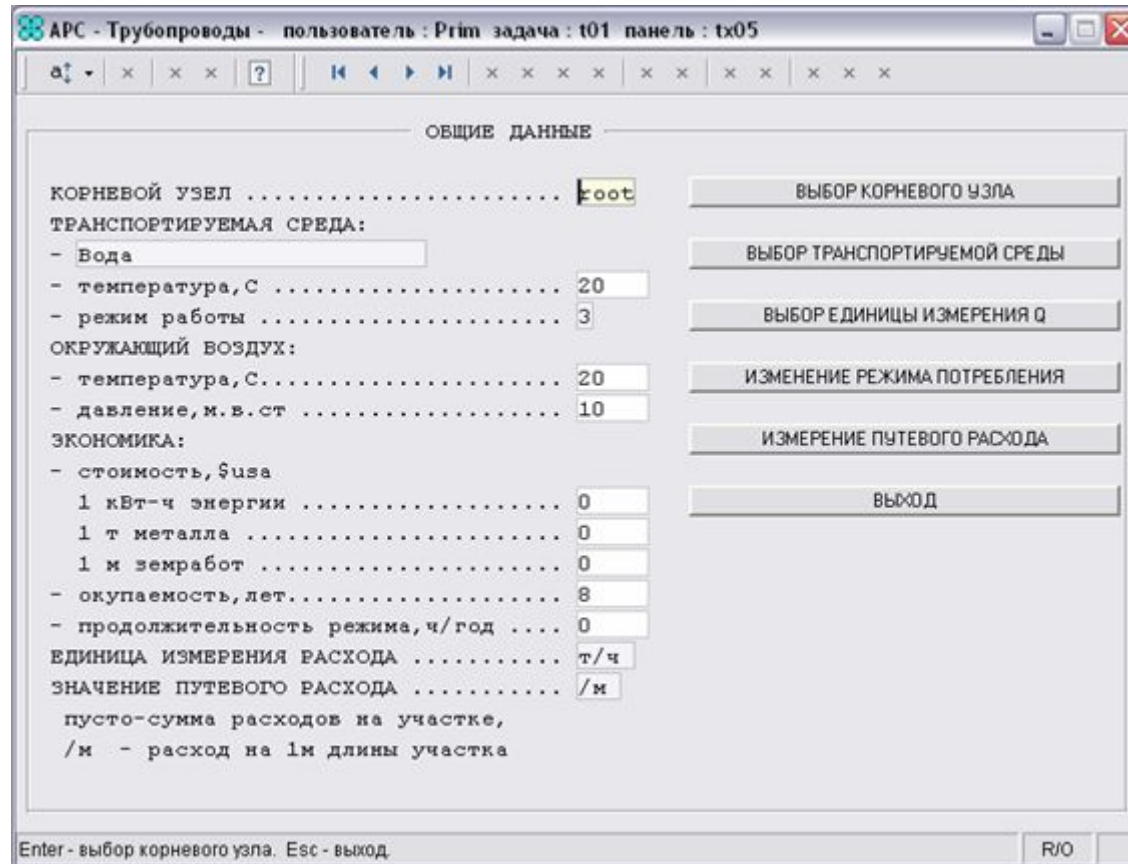 АРС - Трубопроводы -   пользователь : Prim  задача : t01  панель : tx05
ОБЩИЕ ДАННЫЕ
КОРНЕВОЙ УЗЕЛ ....................... root
ВЫБОР КОРНЕВОГО УЗЛА
ТРАНСПОРТИРУЕМАЯ СРЕДА:
- Вода
ВЫБОР ТРАНСПОРТИРУЕМОЙ СРЕДЫ
- температура,С ..................... 20
- режим работы ...................... 3
ВЫБОР ЕДИНИЦЫ ИЗМЕРЕНИЯ Q
ОКРУЖАЮЩИЙ ВОЗДУХ:
- температура,С...................... 20
ИЗМЕНЕНИЕ РЕЖИМА ПОТРЕБЛЕНИЯ
- давление,м.в.ст ................... 10
ЭКОНОМИКА:
ИЗМЕРЕНИЕ ПУТЕВОГО РАСХОДА
- стоимость,$usa
1 кВт-ч энергии ................... 0
ВЫХОД
1 т металла ....................... 0
1 м земработ ...................... 0
- окупаемость,лет.................... 8
- продолжительность режима,ч/год .... 0
ЕДИНИЦА ИЗМЕРЕНИЯ РАСХОДА ........... т/ч
ЗНАЧЕНИЕ ПУТЕВОГО РАСХОДА ........... /м
пусто-сумма расходов на участке,
/м  - расход на 1м длины участка
Enter - выбор корневого узла.  Esc - выход.
R/O